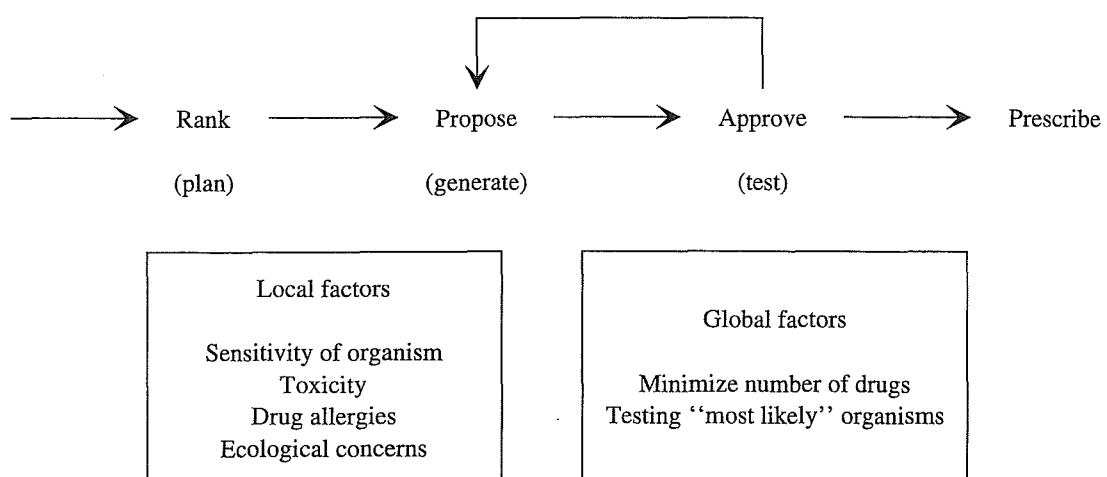 Rank Propose Approve Prescribe
(plan) (generate) (test)
Local factors
Sensitivity of organism
Toxicity
Drug allergies
Ecological concerns
Global factors
Minimize number of drugs
Testing ‘‘most likely’’ organisms